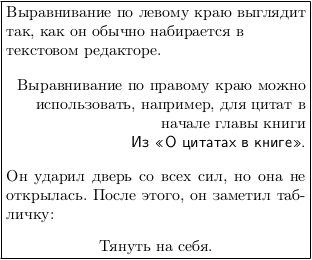 Выравнивание по левому краю выглядит
так, как он обычно набирается в
текстовом редакторе.
Выравнивание по правому краю можно
использовать, например, для цитат в
начале главы книги
Из «О цитатах в книге».
Он ударил дверь со всех сил, но она не
открылась. После этого, он заметил таб-
личку:
Тянуть на себя.